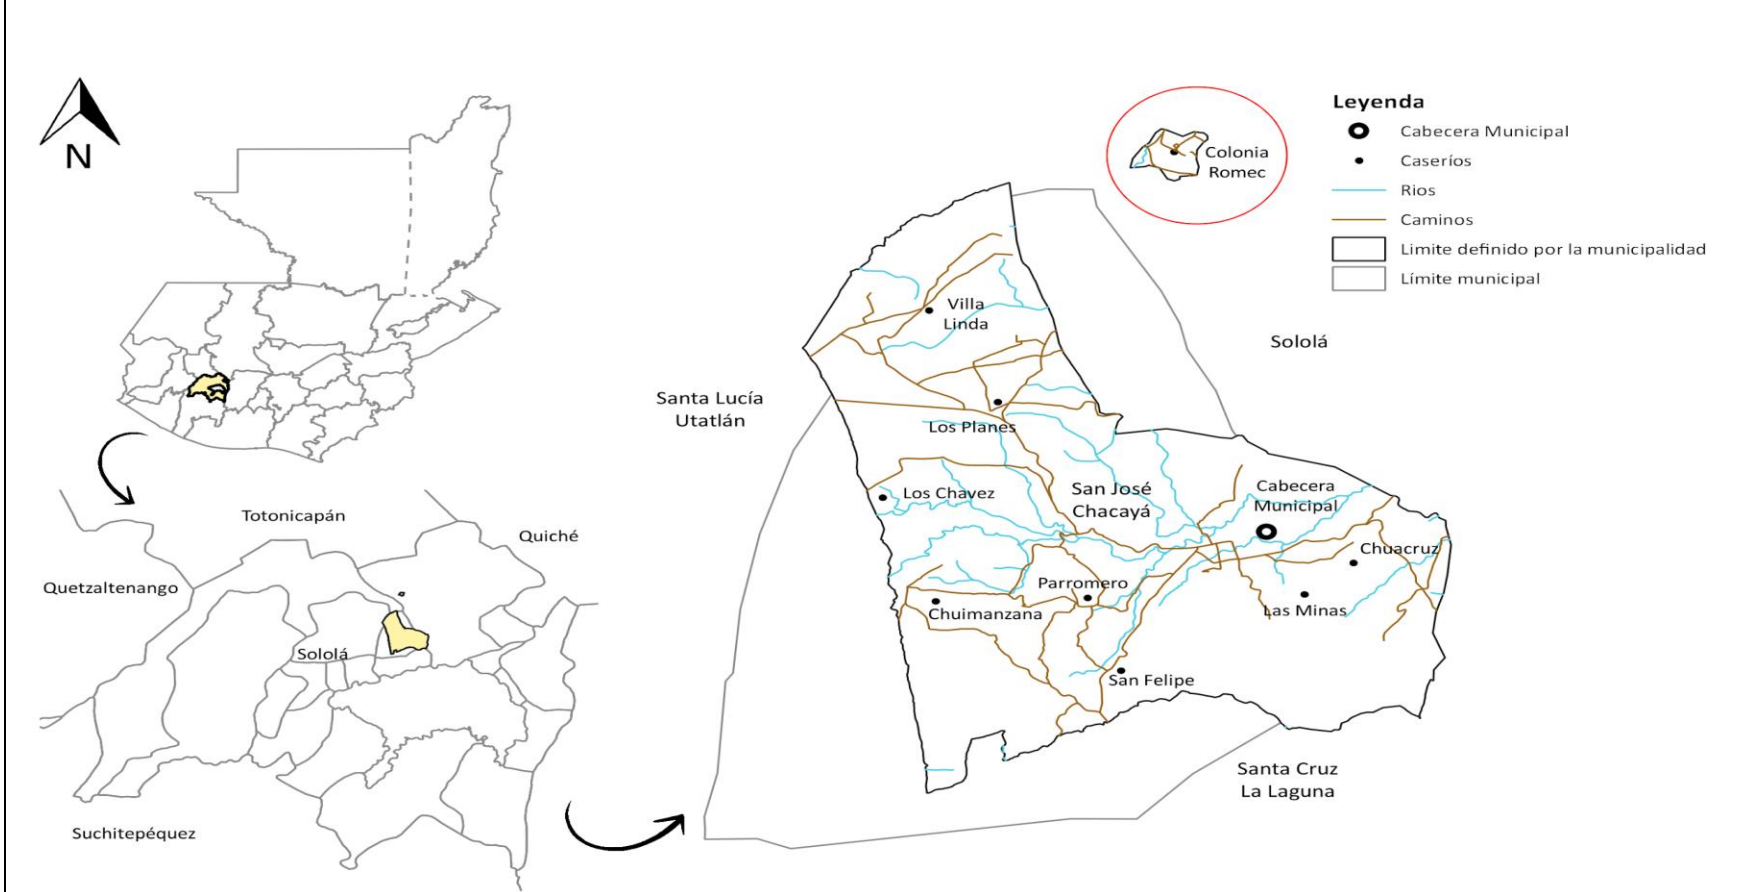 N
Totonicapán
Quiché
Quetzaltenango
Sololá
Suchitepéquez
Colonia
Romec
Leyenda
Cabecera Municipal
Caseríos
Rios
Caminos
Limite definido por la municipalidad
Límite municipal
Villa
Linda
Sololá
Santa Lucía
Utatlán
Los Planes
Los Chavez
San José
Chacayá
Cabecera
Municipal
Chuacruz
Parromero
Chuimanzana
Las Minas
San Felipe
Santa Cruz
La Laguna